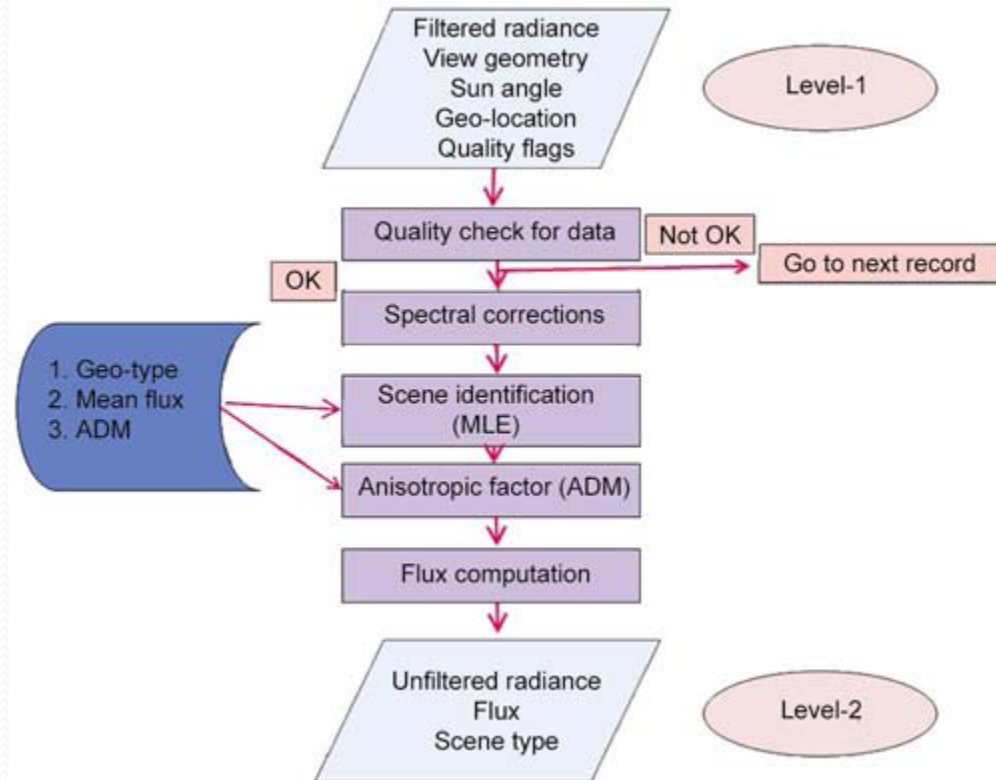 Filtered radiance
View geometry
Sun angle
Geo-location
Quality flags
Level-1
Quality check for data
Not OK
Go to next record
OK
Spectral corrections
1. Geo-type
2. Mean flux
3. ADM
Scene identification
(MLE)
Anisotropic factor (ADM)
Flux computation
Unfiltered radiance
Flux
Scene type
Level-2